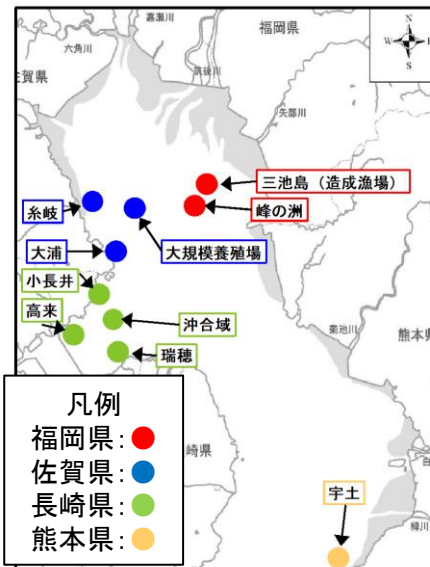 嘉瀬川
福岡県
六角川
N
W
E
S
佐賀県
筑後川
矢部川
三池島（造成漁場）
糸岐
峰の洲
大浦
大規模養殖場
小長井
高来
沖合域
菊池川
熊本県
瑞穂
凡例
福岡県：
佐賀県：
長崎県：
熊本県：
崎県
白
宇土
緑川